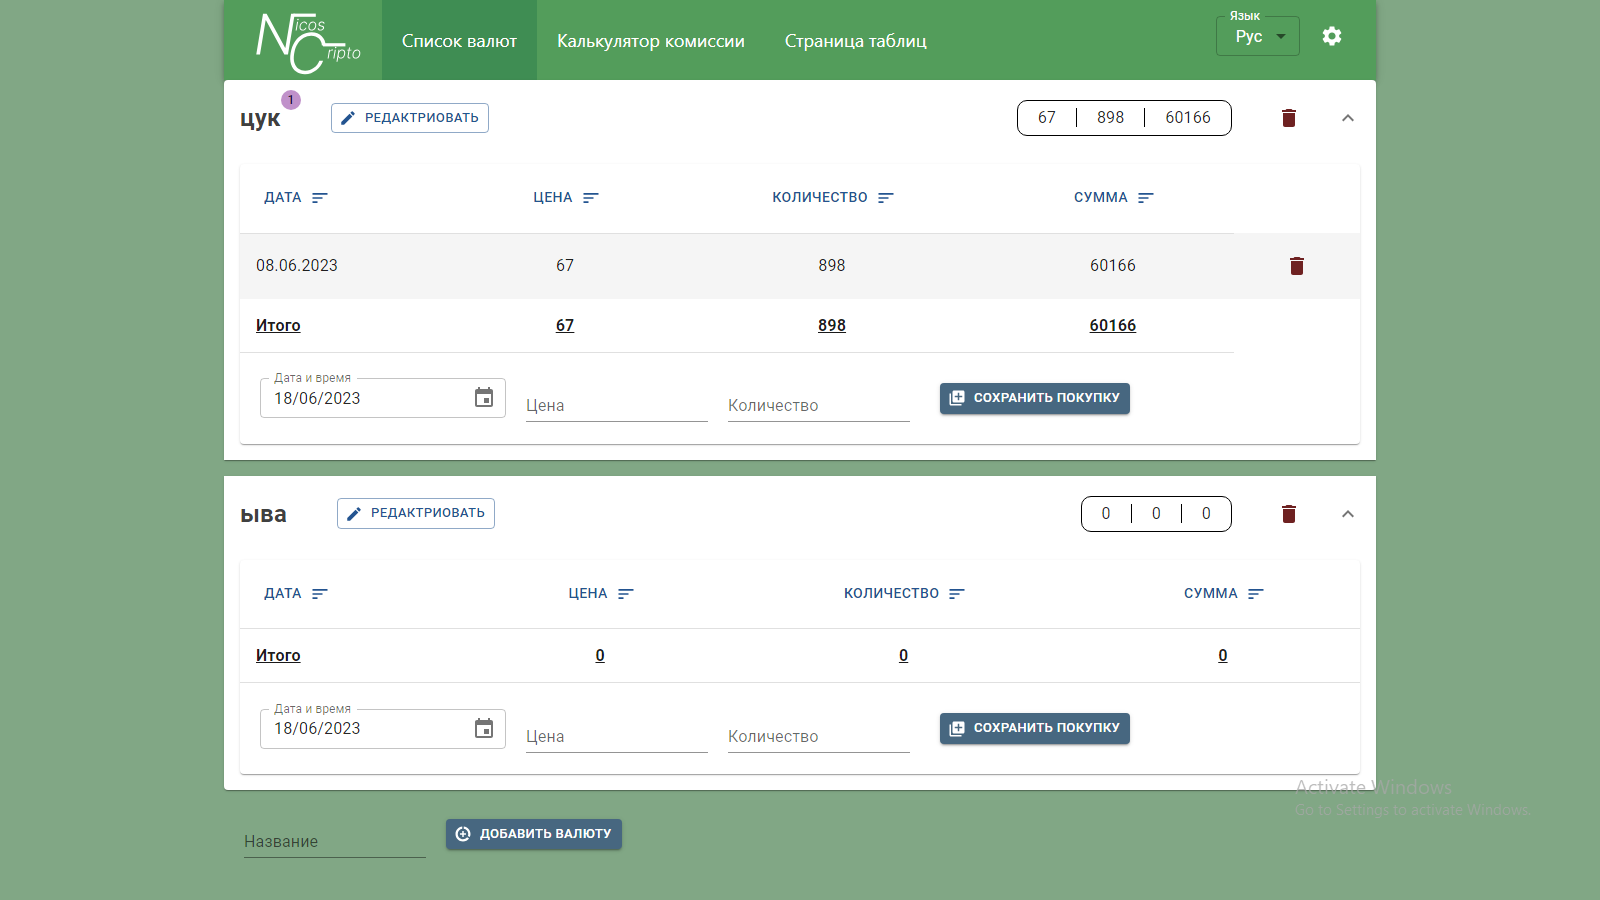 Nicos Cripto
Список валют
Калькулятор комиссии
Страница таблиц
Язык
Рус
цук
1
РЕДАКТРИОВАТЬ
67 898 60166
ДАТА ЦЕНА КОЛИЧЕСТВО СУММА
08.06.2023 67 898 60166
Итого 67 898 60166
Дата и время
18/06/2023
Цена
Количество
СОХРАНИТЬ ПОКУПКУ
ыва
РЕДАКТРИОВАТЬ
0 0 0
ДАТА ЦЕНА КОЛИЧЕСТВО СУММА
Итого 0 0 0
Дата и время
18/06/2023
Цена
Количество
СОХРАНИТЬ ПОКУПКУ
Activate Windows
Go to Settings to activate Windows.
Название
ДОБАВИТЬ ВАЛЮТУ